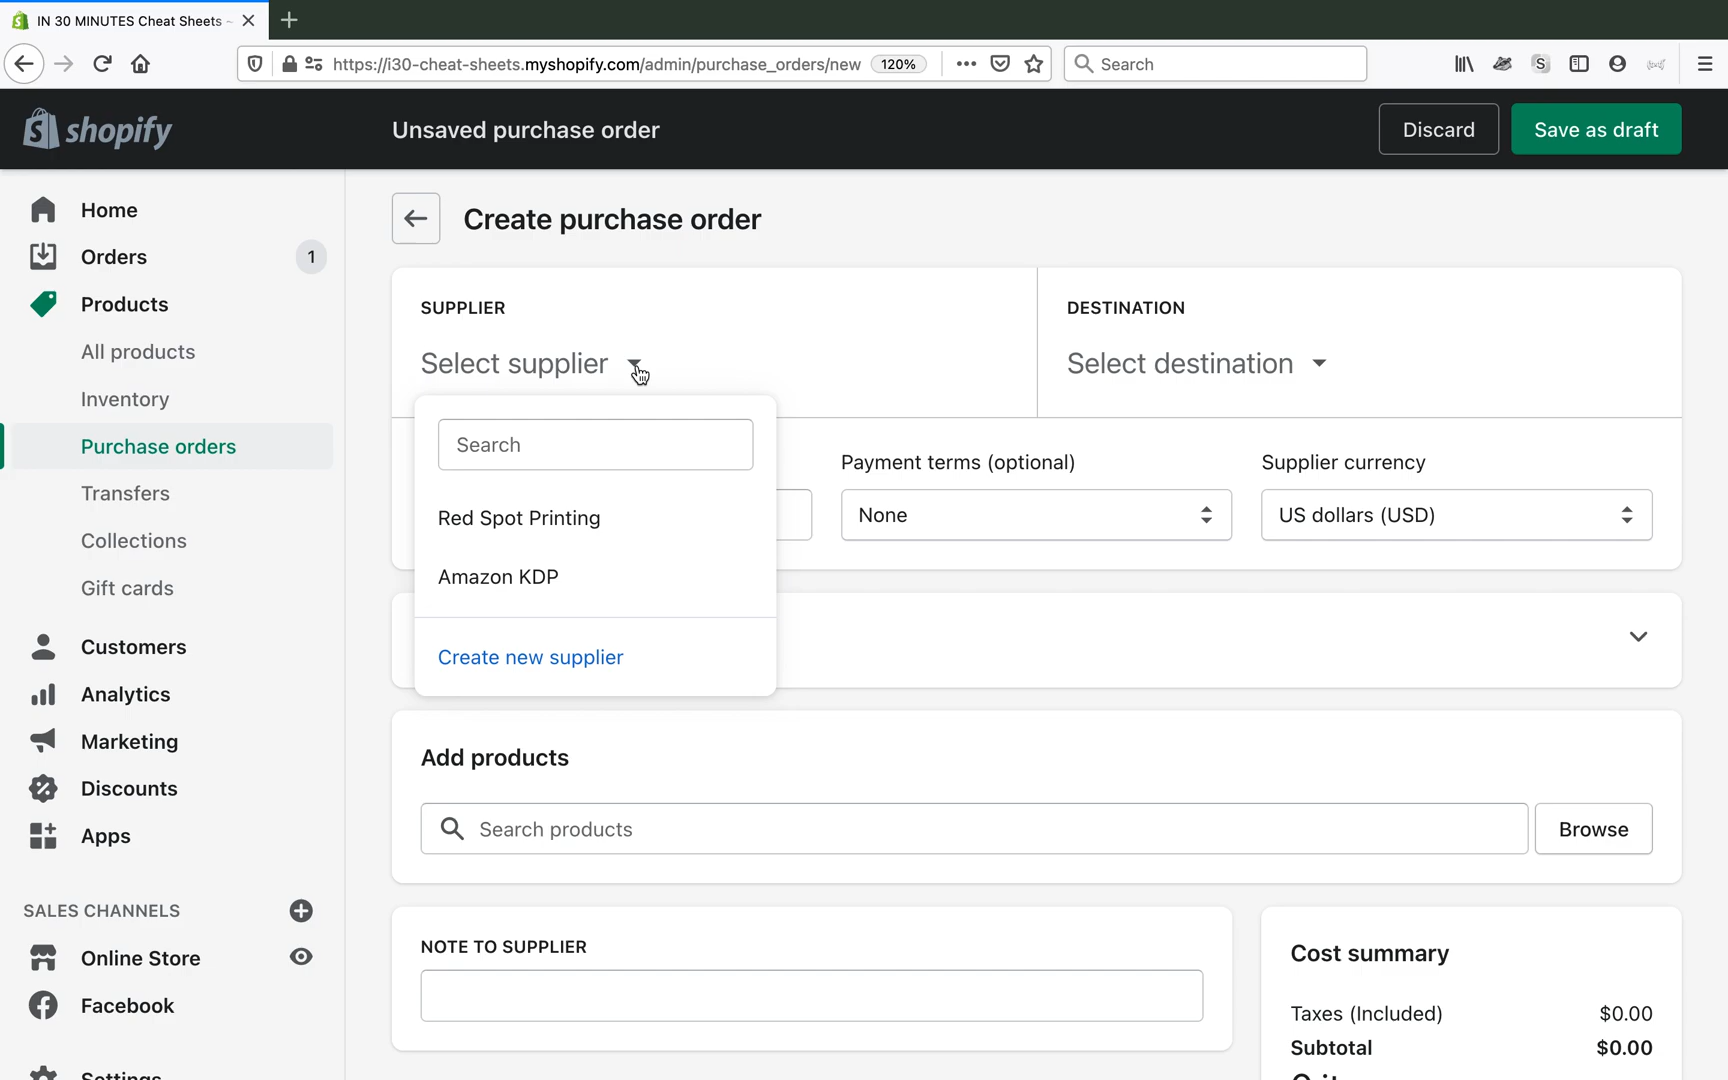 IN 30 MINUTES Cheat Sheets ~
https://i30-cheat-sheets.myshopify.com/admin/purchase_orders/new
120%
Search
S
shopify
Unsaved purchase order
Discard
Save as draft
Home
Orders
1
Products
All products
Inventory
Purchase orders
Transfers
Collections
Gift cards
Customers
Analytics
Marketing
Discounts
Apps
SALES CHANNELS
Online Store
Facebook
Settings
Create purchase order
SUPPLIER
Select supplier
DESTINATION
Select destination
Search
Red Spot Printing
Amazon KDP
Create new supplier
Payment terms (optional)
None
Supplier currency
US dollars (USD)
Add products
Search products
Browse
NOTE TO SUPPLIER
Cost summary
Taxes (Included) $0.00
Subtotal $0.00